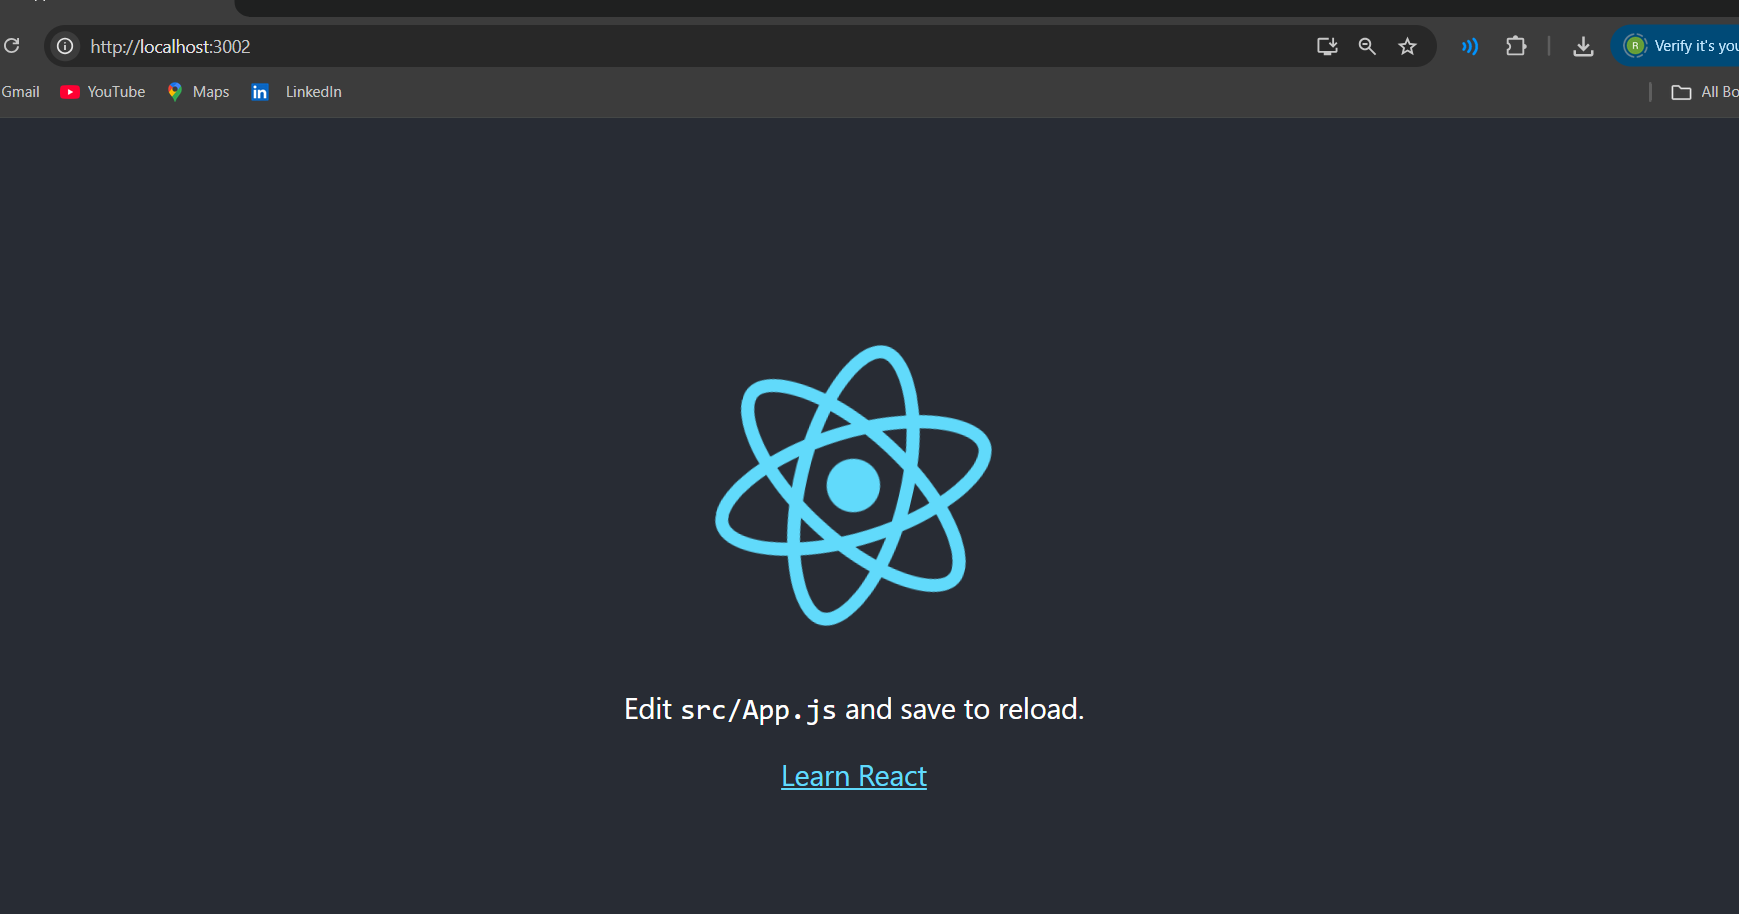 http://localhost:3002
Verify it's you
Gmail YouTube Maps in LinkedIn
All Bo
R
Edit src/App.js and save to reload.
Learn React